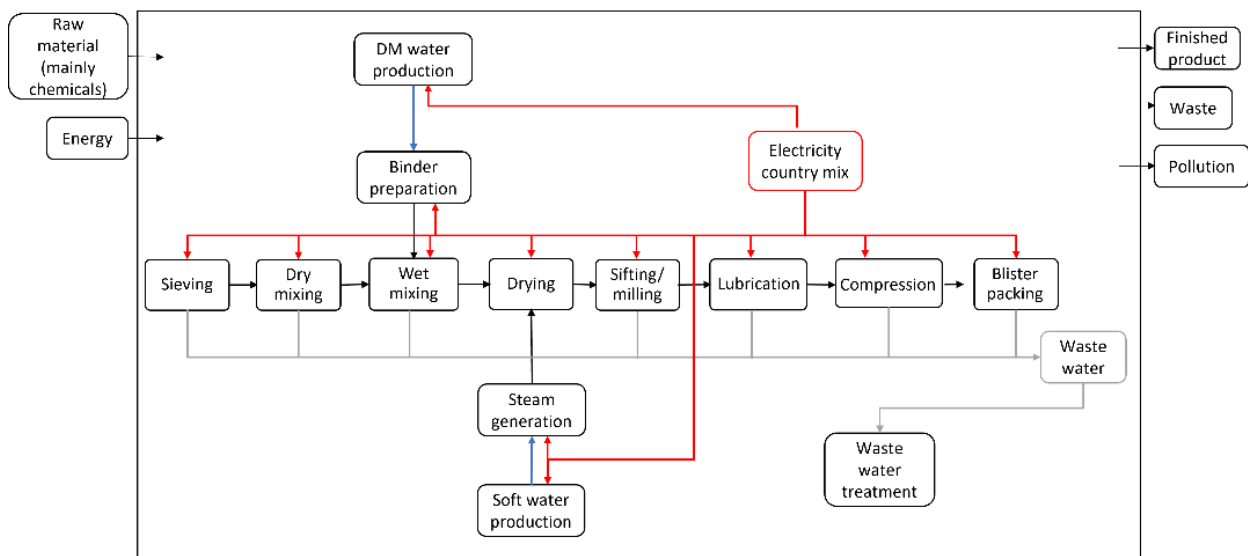 Raw
material
(mainly
chemicals)
Energy
DM water
production
Binder
preparation
Electricity
country mix
Finished
product
Waste
Pollution
Sieving
Dry
mixing
Wet
mixing
Drying
Sifting/
milling
Lubrication
Compression
Blister
packing
Waste
water
Steam
generation
Soft water
production
Waste
water
treatment